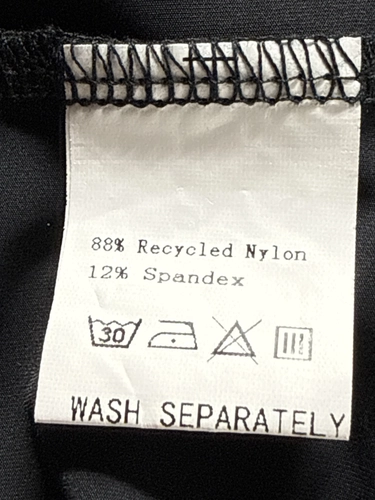 88% Recycled Nylon
12% Spandex
30
WASH SEPARATELY